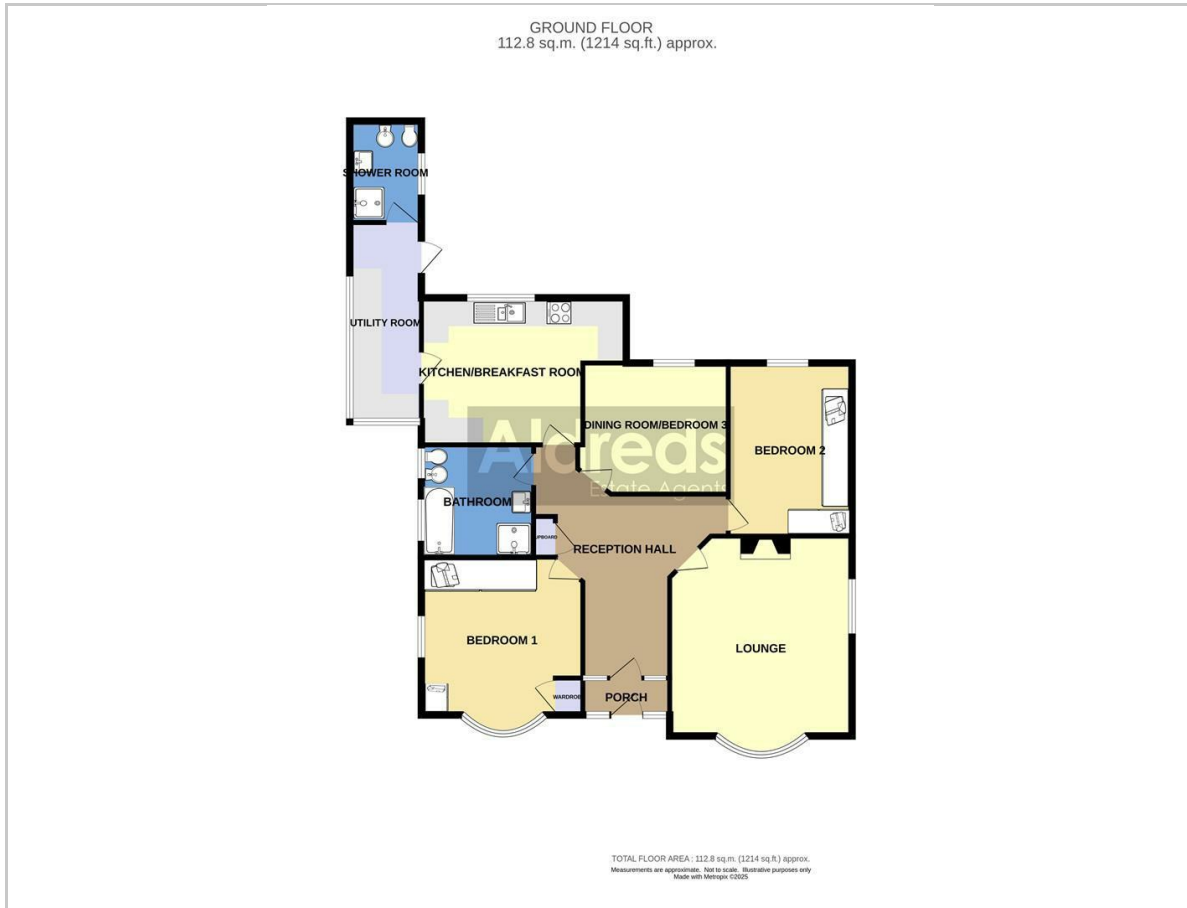 GROUND FLOOR
112.8 sq.m. (1214 sq.ft.) approx.
SHOWER ROOM
UTILITY ROOM
KITCHEN/BREAKFAST ROOM
DINING ROOM/BEDROOM 3
BEDROOM 2
Aldreds
Estate Agents
BATHROOM
UPBOARD
RECEPTION HALL
BEDROOM 1
LOUNGE
WARDROB
PORCH
TOTAL FLOOR AREA : 112.8 sq.m. (1214 sq.ft.) approx.
Measurements are approximate. Not to scale. Illustrative purposes only
Made with Metropix ©2025